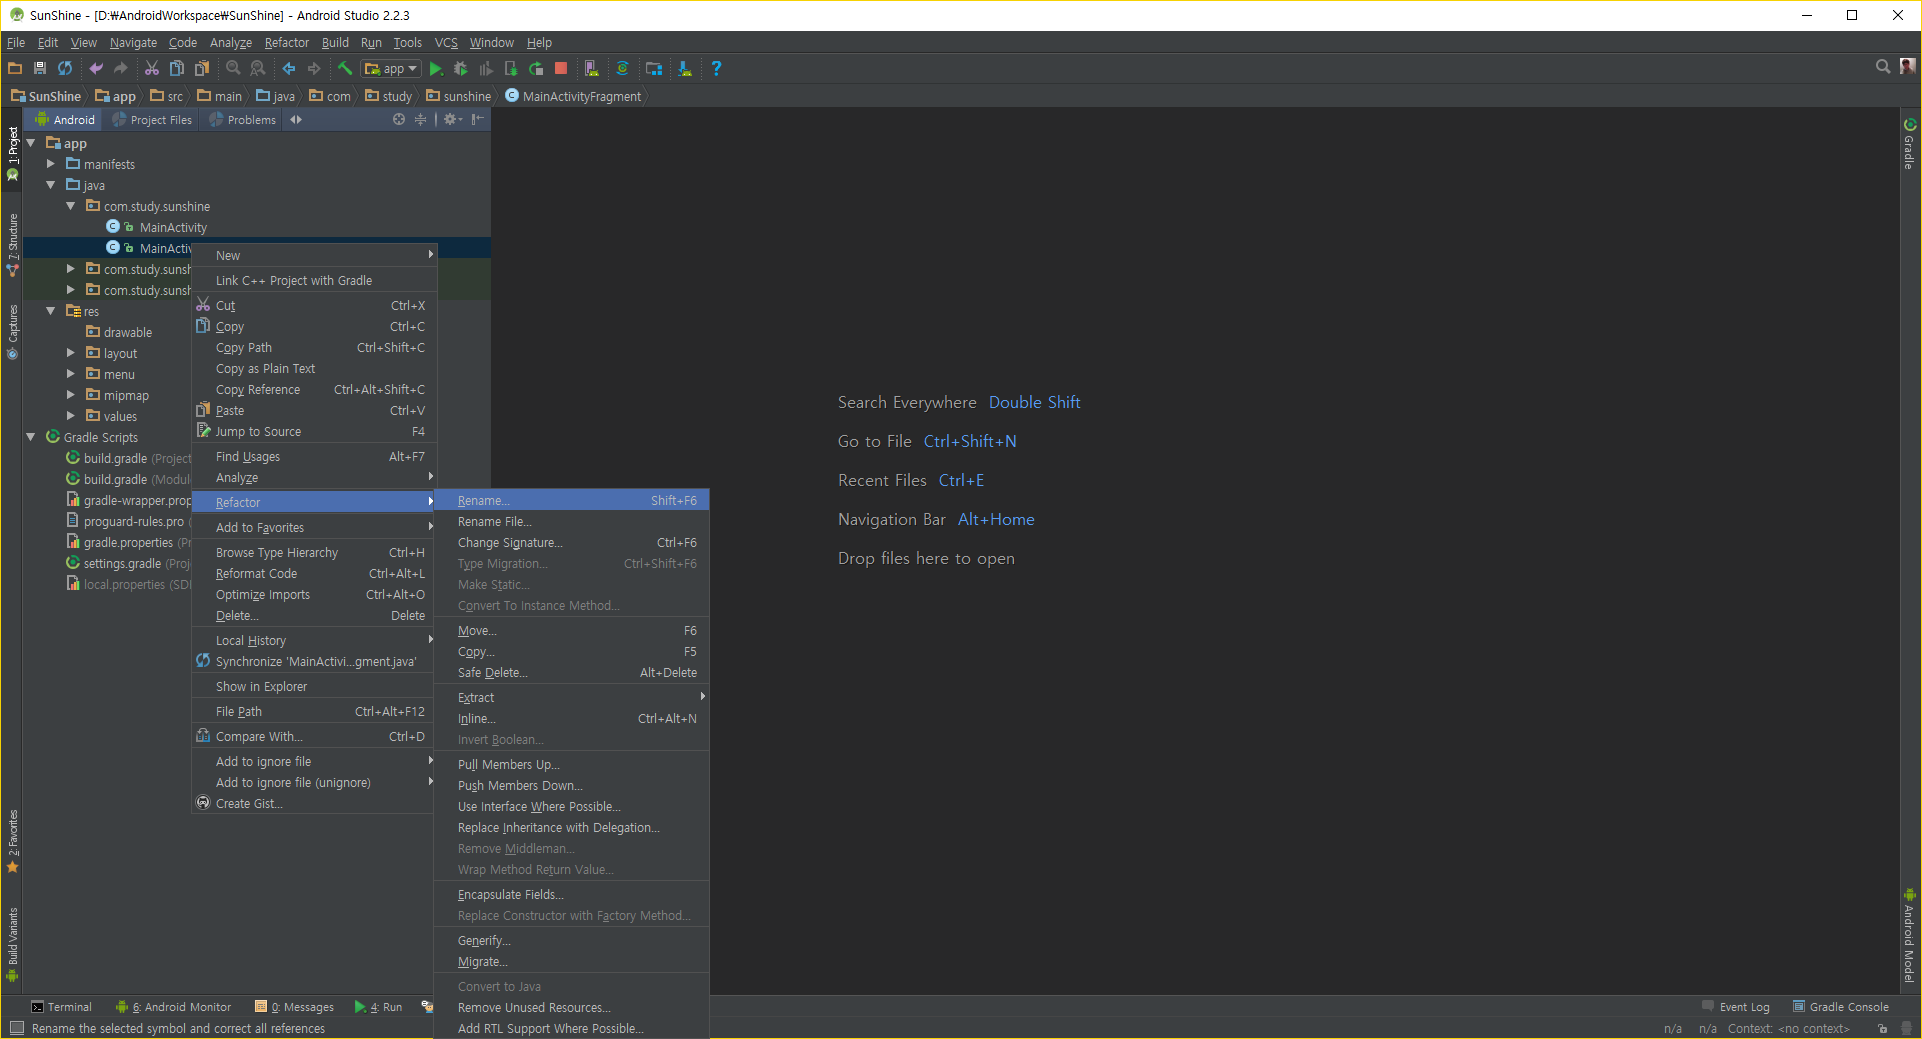 SunShine - [D:₩AndroidWorkspace₩SunShine] - Android Studio 2.2.3
File Edit View Navigate Code Analyze Refactor Build Run Tools VCS Window Help
app
SunShine app src main java com study sunshine MainActivityFragment
Android Project Files Problems
1: Project
7: Structure
Captures
2: Favorites
Build Variants
app
manifests
java
com.study.sunshine
MainActivity
MainActiv
com.study.sunsh
com.study.sunsh
res
drawable
layout
menu
mipmap
values
Gradle Scripts
build.gradle (Project
build.gradle (Modul
gradle-wrapper.prop
proguard-rules.pro (
gradle.properties (Pr
settings.gradle (Proj
local.properties (SD
New
Link C++ Project with Gradle
Cut Ctrl+X
Copy Ctrl+C
Copy Path Ctrl+Shift+C
Copy as Plain Text
Copy Reference Ctrl+Alt+Shift+C
Paste Ctrl+V
Jump to Source F4
Find Usages Alt+F7
Analyze
Refactor
Add to Favorites
Browse Type Hierarchy Ctrl+H
Reformat Code Ctrl+Alt+L
Optimize Imports Ctrl+Alt+O
Delete... Delete
Local History
Synchronize 'MainActivi...gment.java'
Show in Explorer
File Path Ctrl+Alt+F12
Compare With... Ctrl+D
Add to ignore file
Add to ignore file (unignore)
Create Gist...
Rename... Shift+F6
Rename File...
Change Signature... Ctrl+F6
Type Migration... Ctrl+Shift+F6
Make Static...
Convert To Instance Method...
Move... F6
Copy... F5
Safe Delete... Alt+Delete
Extract
Inline... Ctrl+Alt+N
Invert Boolean...
Pull Members Up...
Push Members Down...
Use Interface Where Possible...
Replace Inheritance with Delegation...
Remove Middleman...
Wrap Method Return Value...
Encapsulate Fields...
Replace Constructor with Factory Method...
Generify...
Migrate...
Convert to Java
Remove Unused Resources...
Add RTL Support Where Possible...
Search Everywhere Double Shift
Go to File Ctrl+Shift+N
Recent Files Ctrl+E
Navigation Bar Alt+Home
Drop files here to open
Gradle
Android Model
Terminal 6: Android Monitor 0: Messages 4: Run
Event Log Gradle Console
Rename the selected symbol and correct all references
n/a n/a Context: <no context>